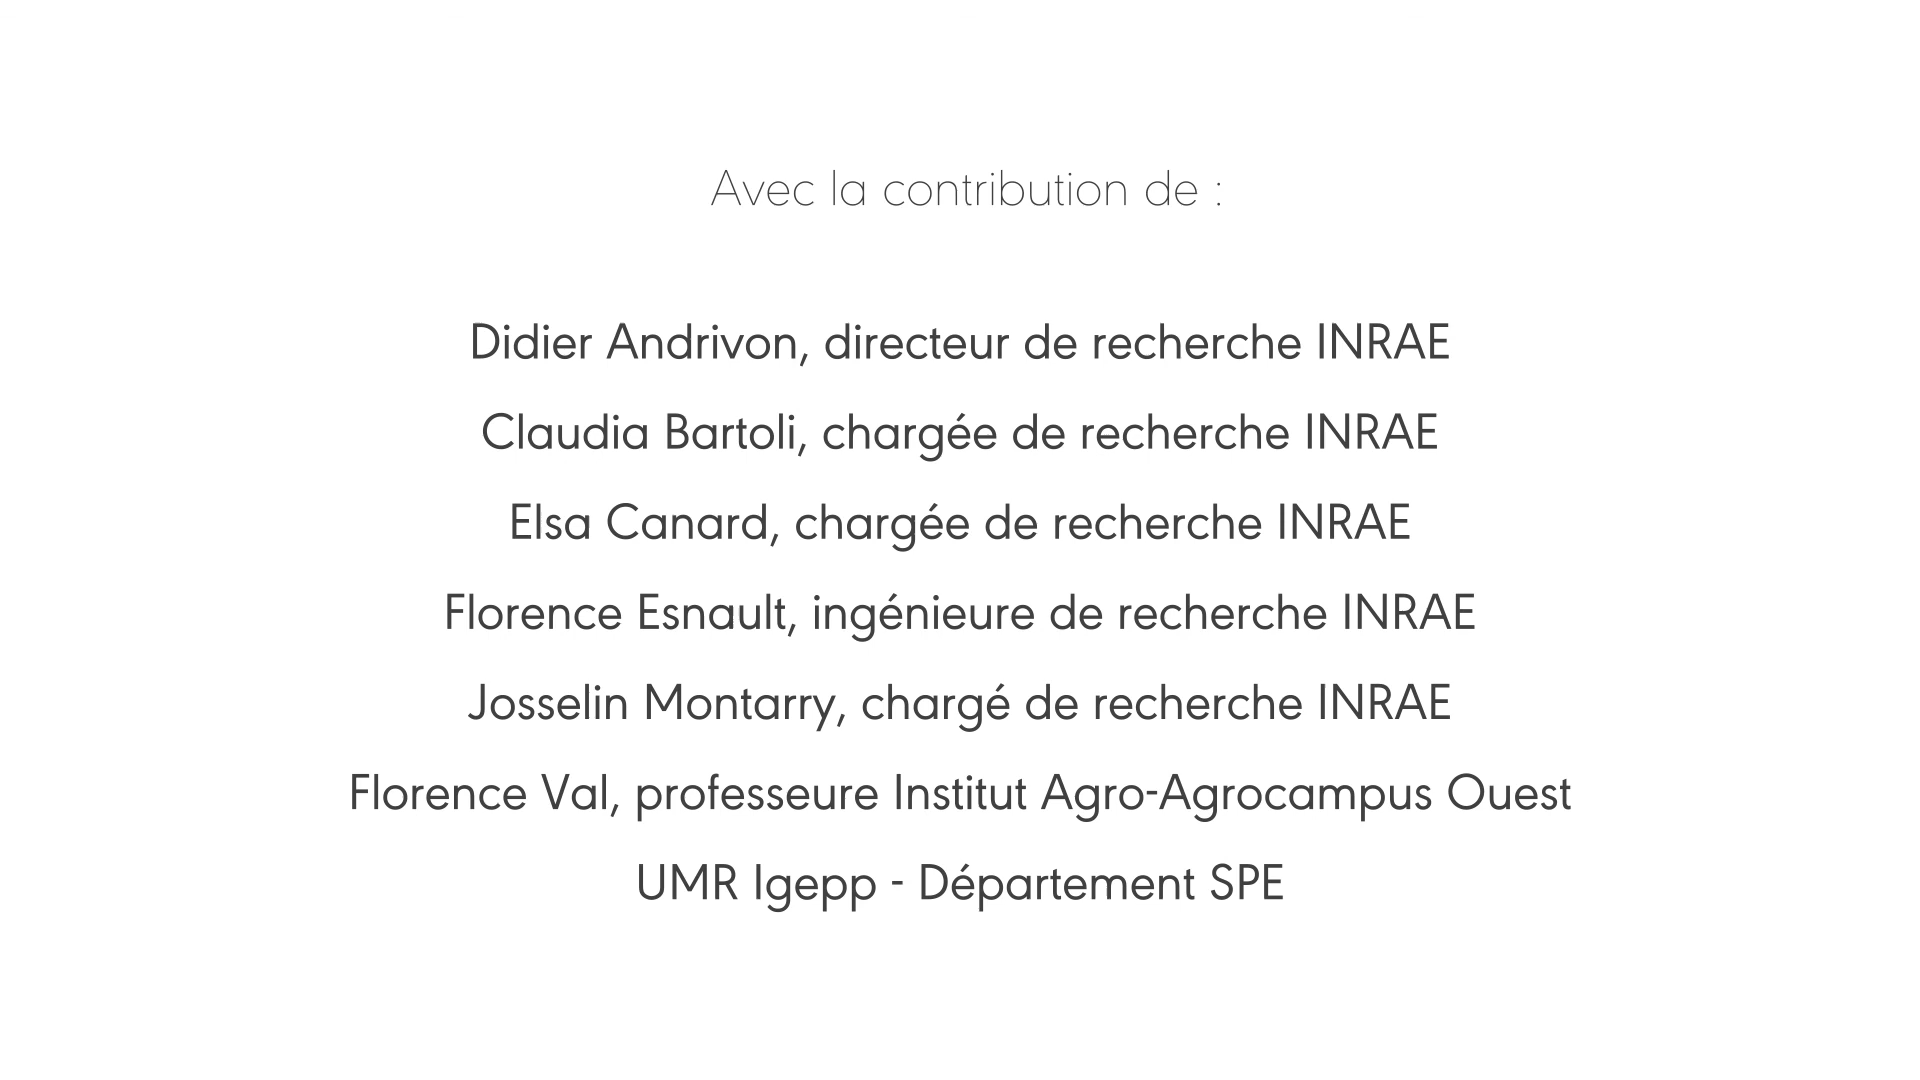 Avec la contribution de :
Didier Andrivon, directeur de recherche INRAE
Claudia Bartoli, chargée de recherche INRAE
Elsa Canard, chargée de recherche INRAE
Florence Esnault, ingénieure de recherche INRAE
Josselin Montarry, chargé de recherche INRAE
Florence Val, professeure Institut Agro-Agrocampus Ouest
UMR Igepp - Département SPE